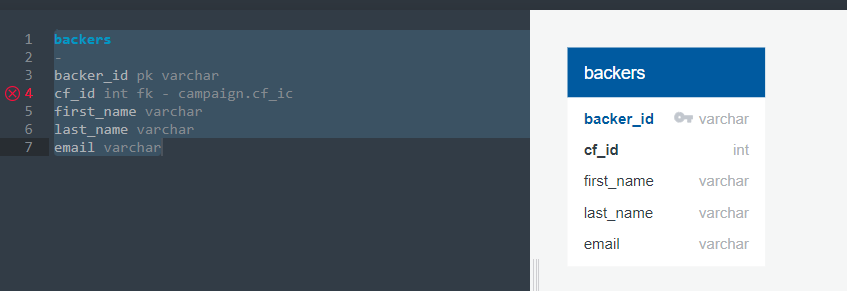 1 backers
2 -
3 backer_id pk varchar
4 cf_id int fk - campaign.cf_ic
5 first_name varchar
6 last_name varchar
7 email varchar
backers
backer_id varchar
cf_id int
first_name varchar
last_name varchar
email varchar